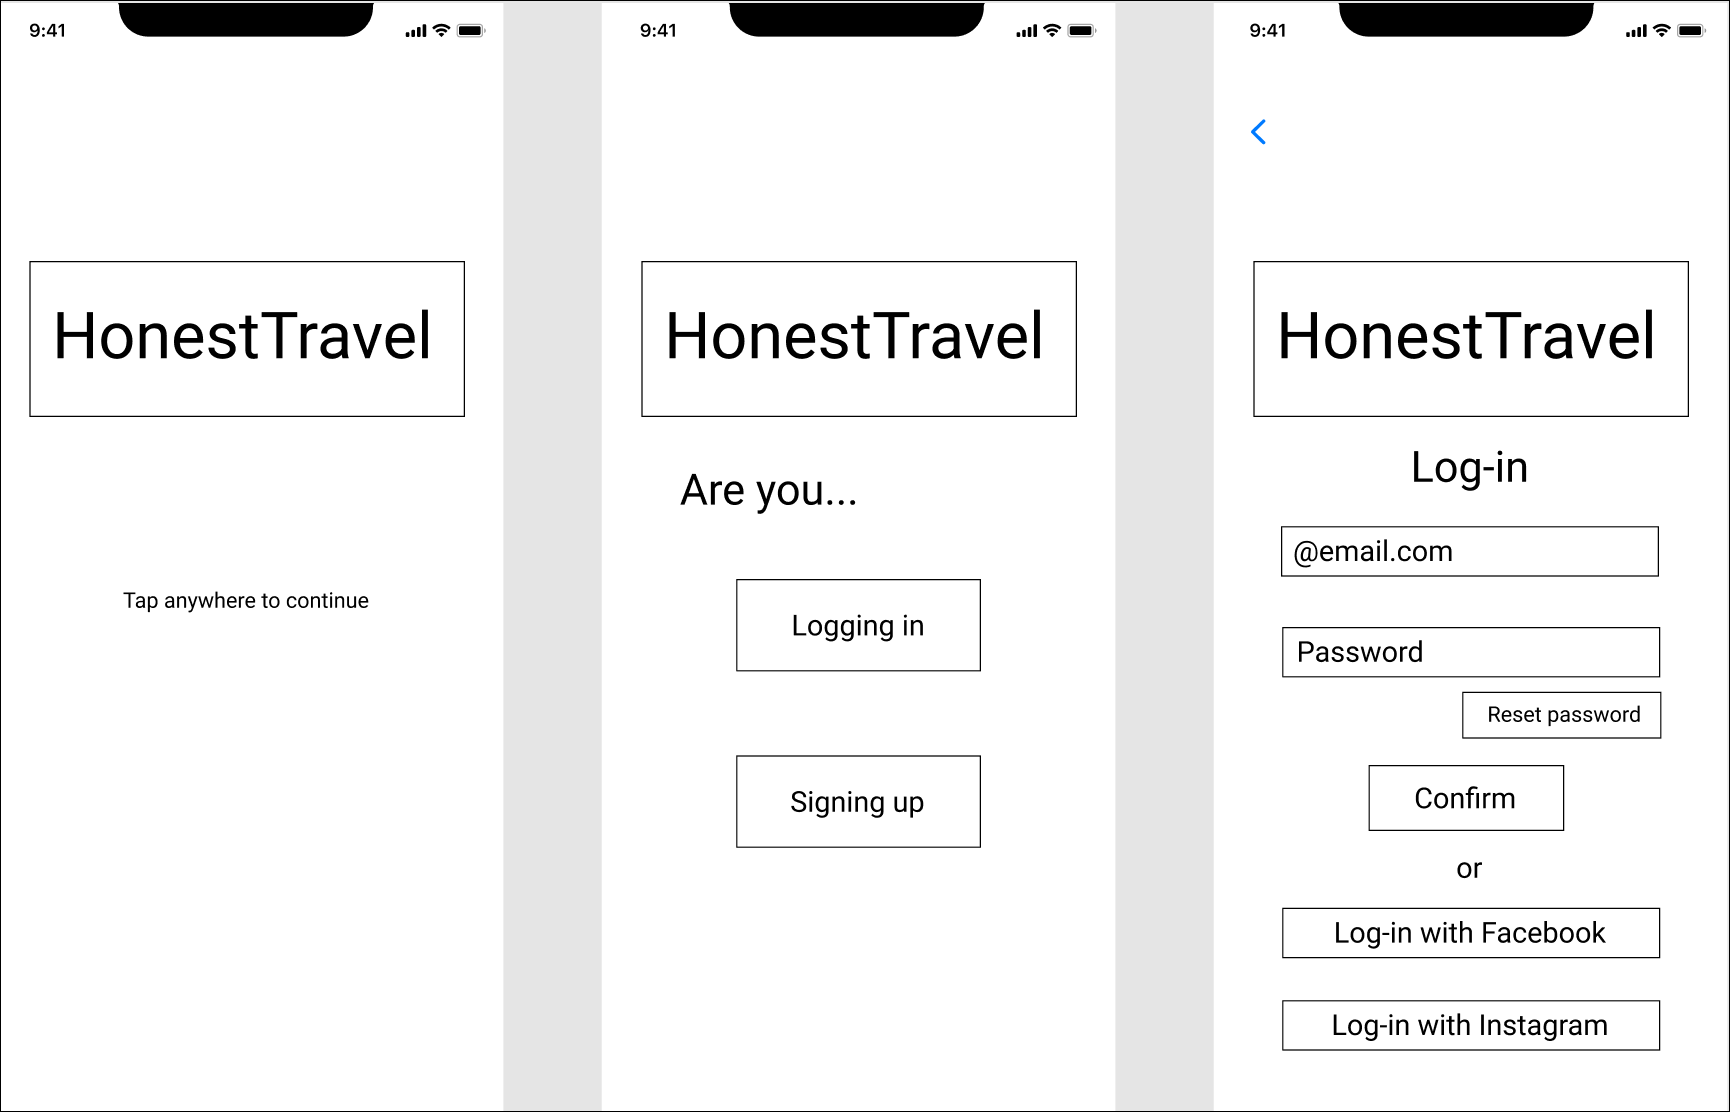 9:41
HonestTravel
Tap anywhere to continue
9:41
HonestTravel
Are you...
Logging in
Signing up
9:41
HonestTravel
Log-in
@email.com
Password
Reset password
Confirm
or
Log-in with Facebook
Log-in with Instagram